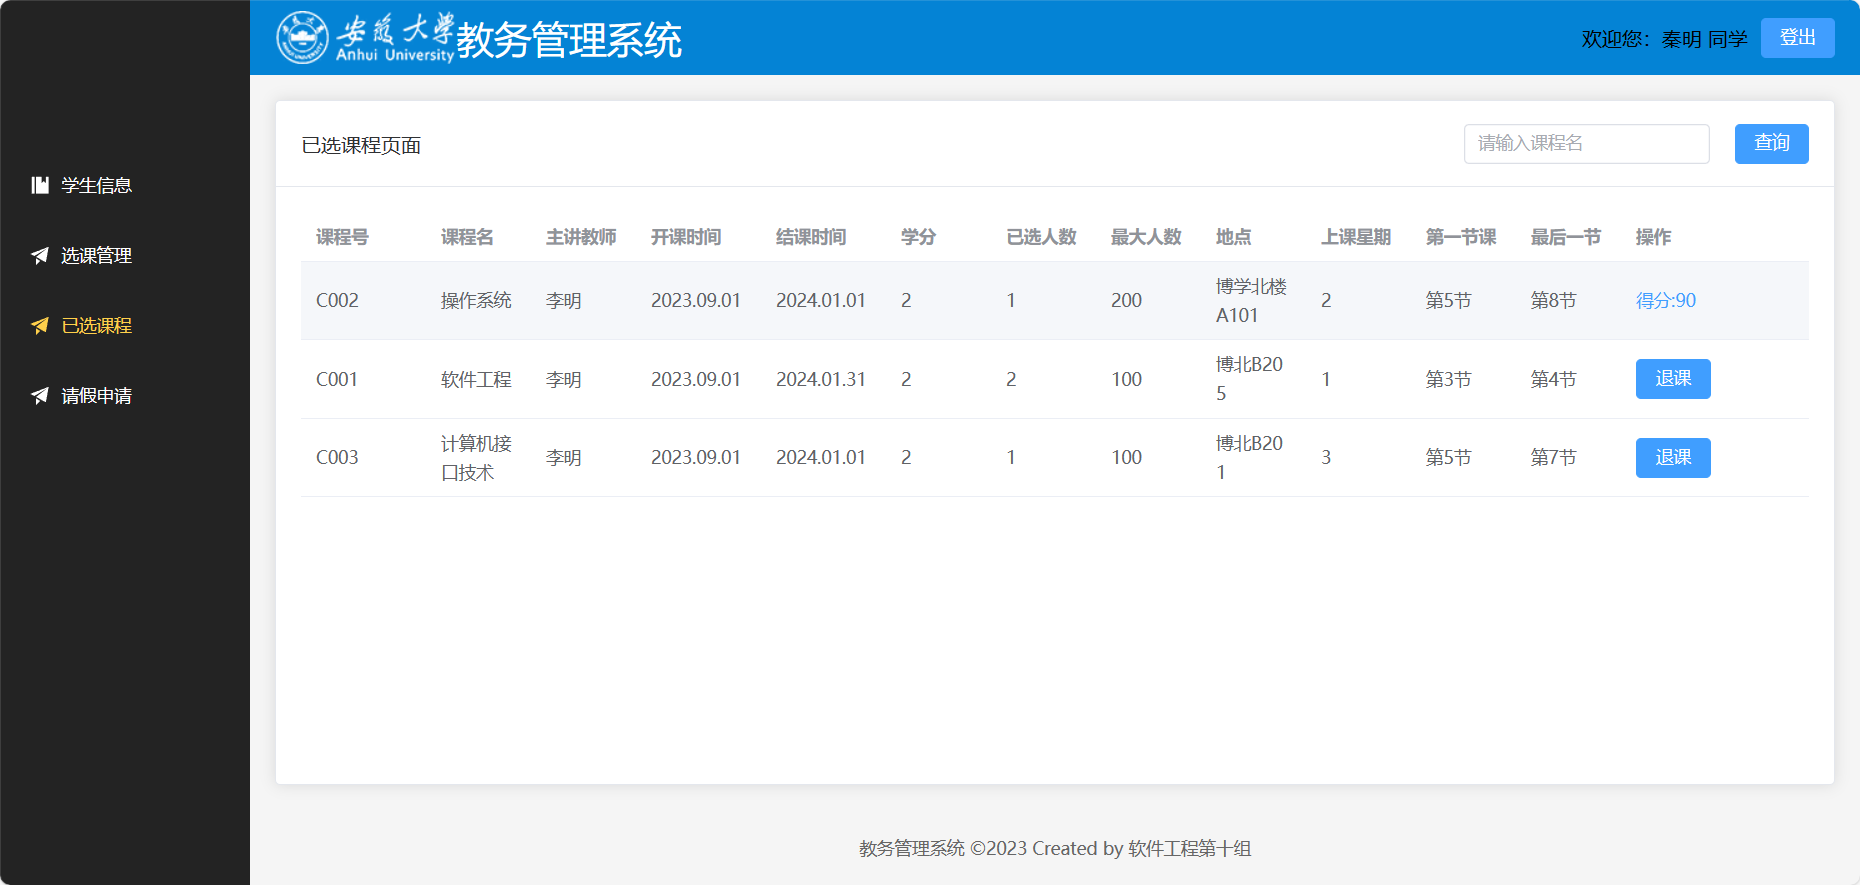 安徽大学
Anhui University
教务管理系统
欢迎您：秦明 同学
登出
学生信息
选课管理
已选课程
请假申请
已选课程页面
请输入课程名
查询
课程号 课程名 主讲教师 开课时间 结课时间 学分 已选人数 最大人数 地点 上课星期 第一节课 最后一节 操作
C002 操作系统 李明 2023.09.01 2024.01.01 2 1 200 博学北楼 2 第5节 第8节 得分:90
A101
C001 软件工程 李明 2023.09.01 2024.01.31 2 2 100 博北B20 1 第3节 第4节 退课
5
C003 计算机接 李明 2023.09.01 2024.01.01 2 1 100 博北B20 3 第5节 第7节 退课
口技术 1
教务管理系统 ©2023 Created by 软件工程第十组